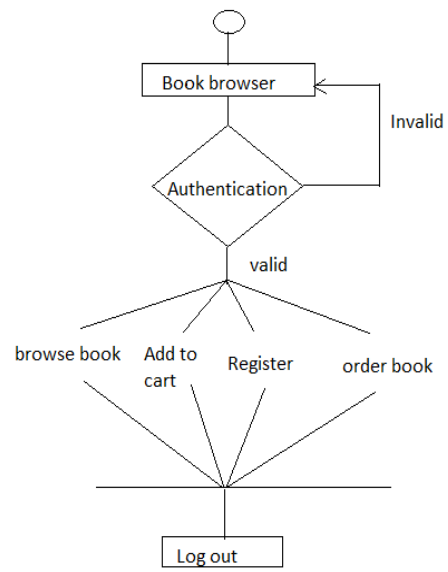 Book browser
Invalid
Authentication
valid
browse book
Add to
cart
Register
order book
Log out